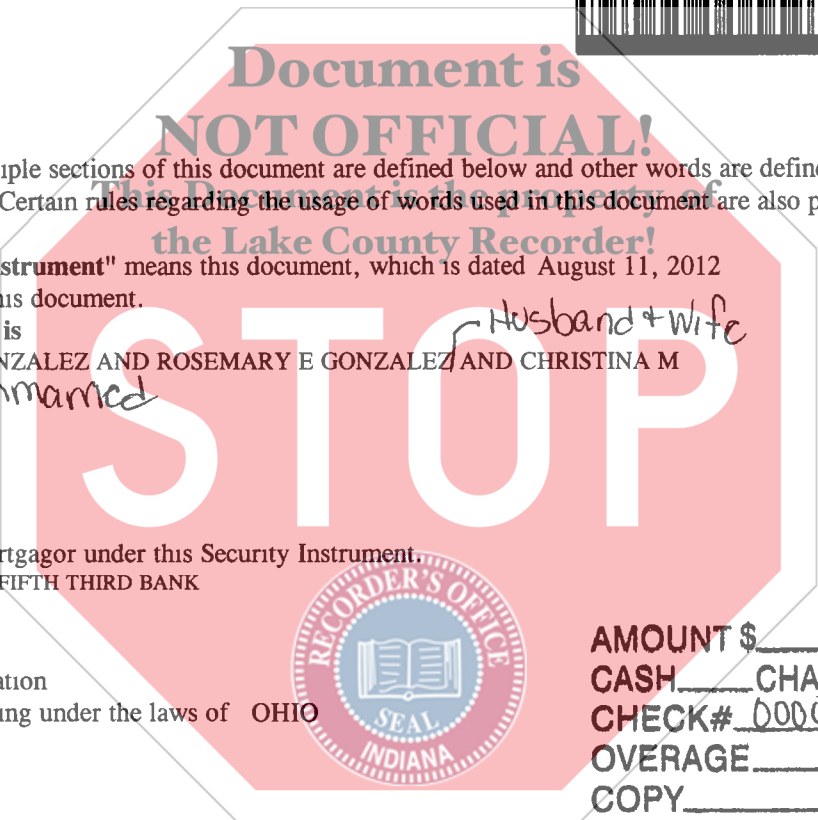 Document is
NOT OFFICIAL!
iple sections of this document are defined below and other words are define
This Document is the property of
Certain rules regarding the usage of words used in this document are also p
the Lake County Recorder!
strument" means this document, which is dated August 11, 2012
his document.
is
Husband + Wife
NZALEZ AND ROSEMARY E GONZALEZ AND CHRISTINA M
nmarried
STOP
rtgagor under this Security Instrument.
FIFTH THIRD BANK
RECORDER'S OFFICE
SEAL
INDIANA
ation
ing under the laws of OHIO
AMOUNT $
CASH CHA
CHECK# 000
OVERAGE
COPY